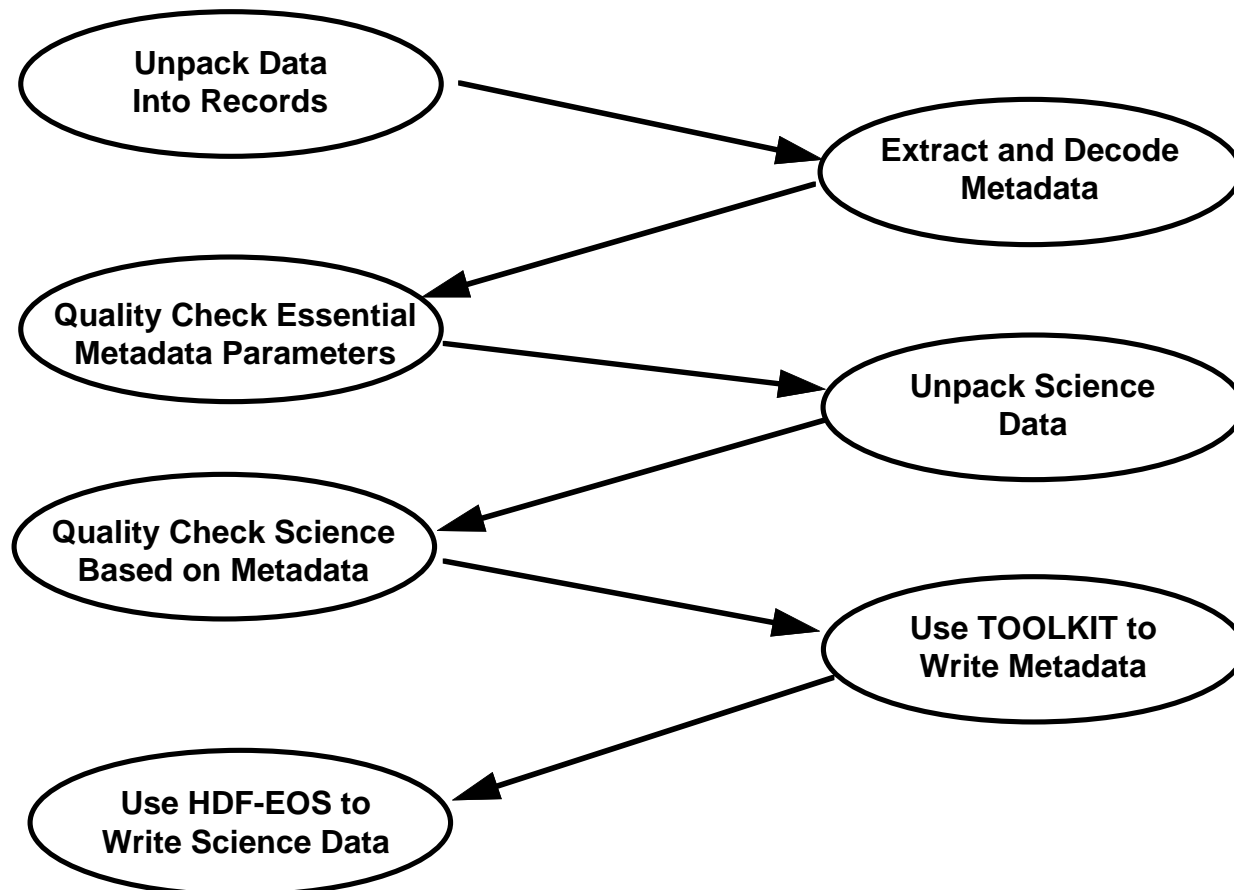 Unpack Data
Into Records
Extract and Decode
Metadata
Quality Check Essential
Metadata Parameters
Unpack Science
Data
Quality Check Science
Based on Metadata
Use TOOLKIT to
Write Metadata
Use HDF-EOS to
Write Science Data